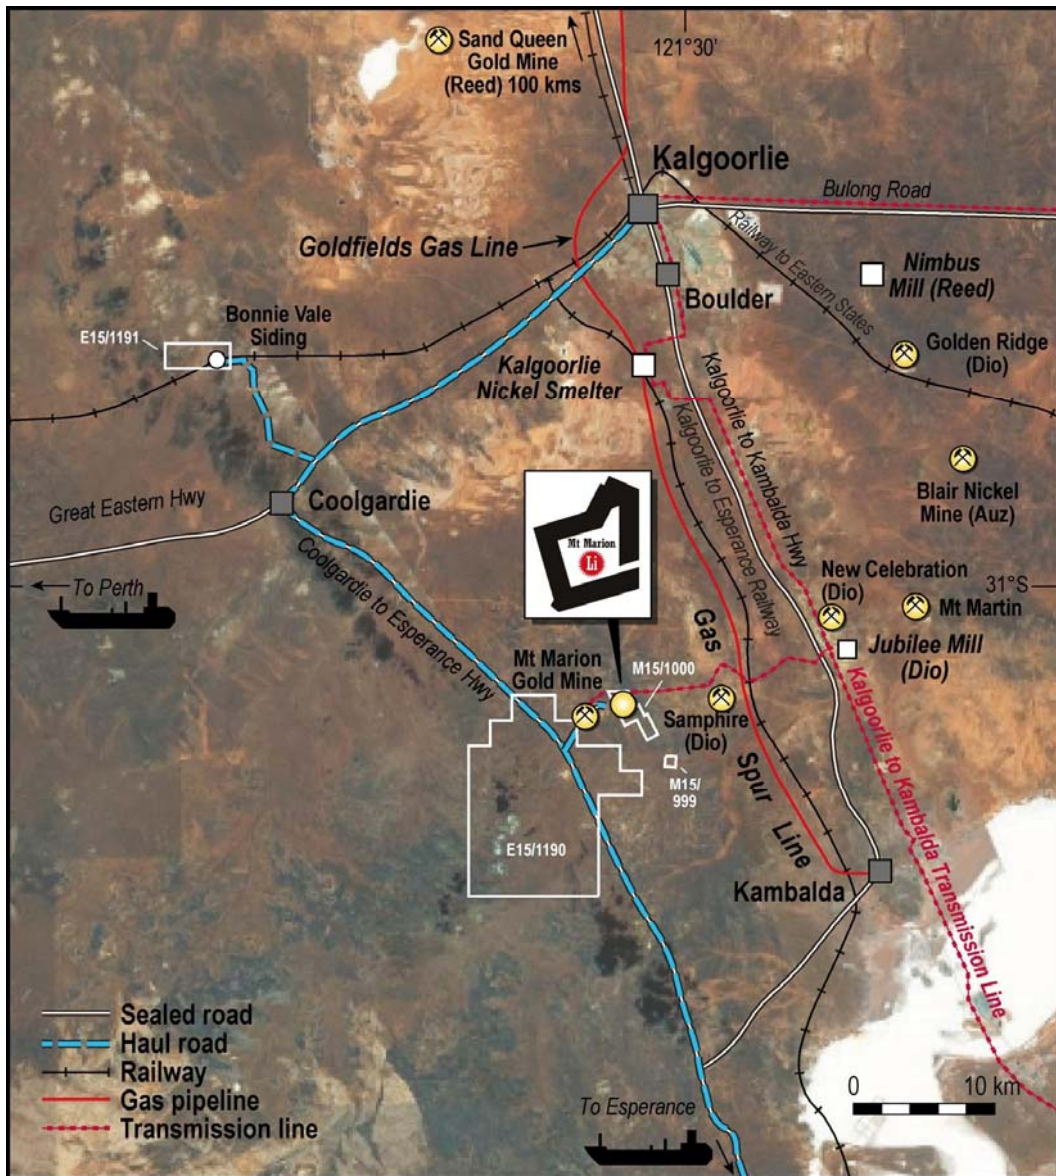 Sand Queen
Gold Mine
(Reed) 100 kms
121°30'
Kalgoorlie
Bulong Road
Goldfields Gas Line
Railway to Eastern States
Nimbus
Mill (Reed)
Boulder
Bonnie Vale
Siding
E15/1191
Golden Ridge
(Dio)
Kalgoorlie
Nickel Smelter
Kalgoorlie to Kambalda Hwy
Kalgoorlie to Esperance Railway
Blair Nickel
Mine (Auz)
Great Eastern Hwy
Coolgardie
Mt Marion
Li
To Perth
Coolgardie to Esperance Hwy
New Celebration
(Dio)
31°S
Mt Martin
Jubilee Mill
(Dio)
Mt Marion
Gold Mine
M15/1000
Samphire
(Dio)
M15/
999
Gas
Spur
Line
Kalgoorlie to Kambalda Transmission Line
E15/1190
Kambalda
Sealed road
Haul road
Railway
Gas pipeline
Transmission line
To Esperance
0 10 km